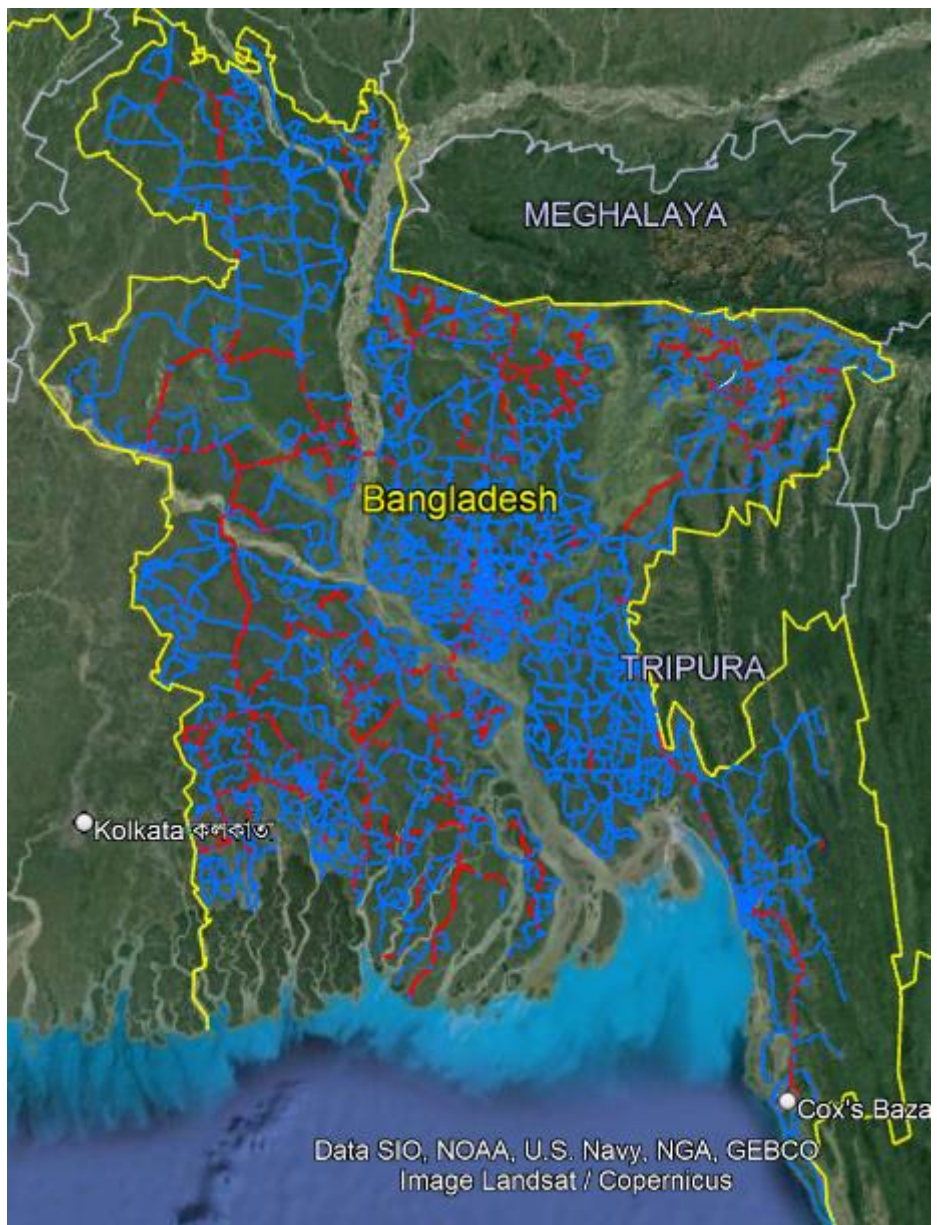 MEGHALAYA
Bangladesh
TRIPURA
Kolkata কলকাতা
Cox's Baza
Data SIO, NOAA, U.S. Navy, NGA, GEBCO
Image Landsat / Copernicus